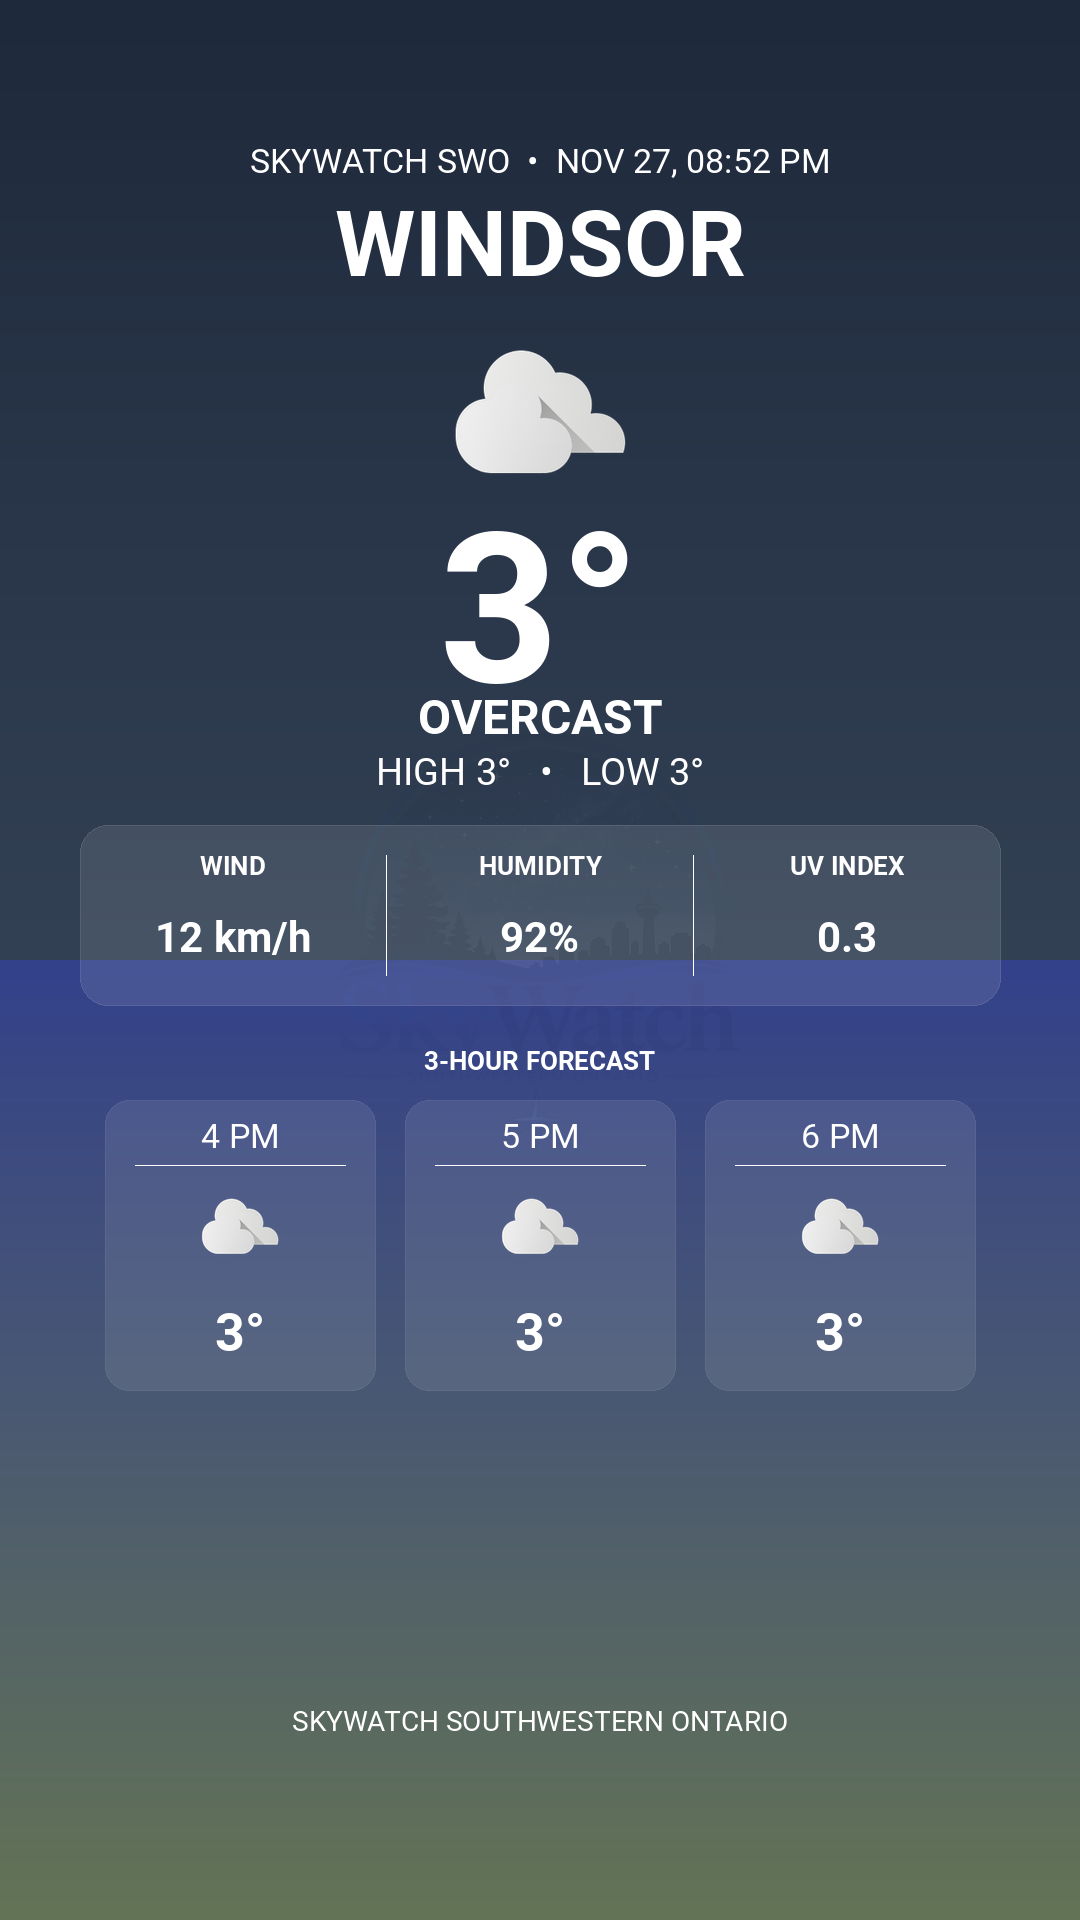 SKYWATCH SWO • NOV 27, 08:52 PM
WINDSOR
3°
OVERCAST
HIGH 3° • LOW 3°
WIND HUMIDITY UV INDEX
12 km/h 92% 0.3
SkyWatch
3-HOUR FORECAST
4 PM 5 PM 6 PM
3° 3° 3°
SKYWATCH SOUTHWESTERN ONTARIO